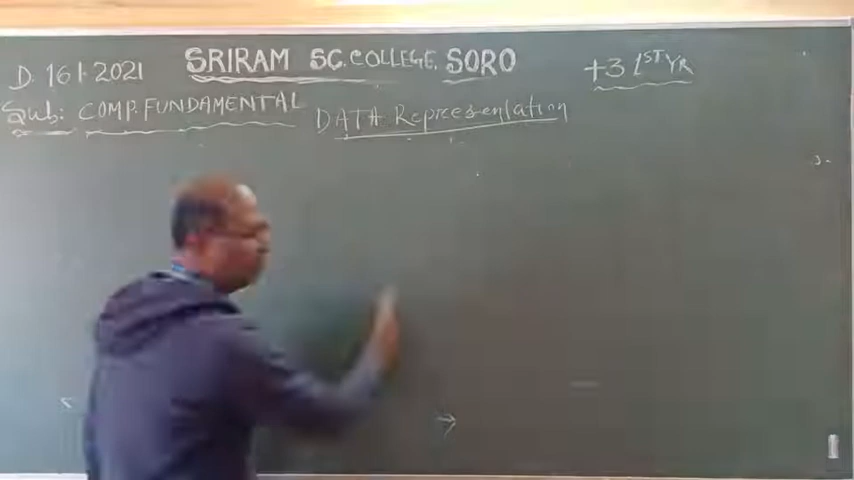 D. 16 1. 2021 SRIRAM SC. COLLEGE, SORO +3 1ST YR
Sub: COMP. FUNDAMENTAL DATA Representation